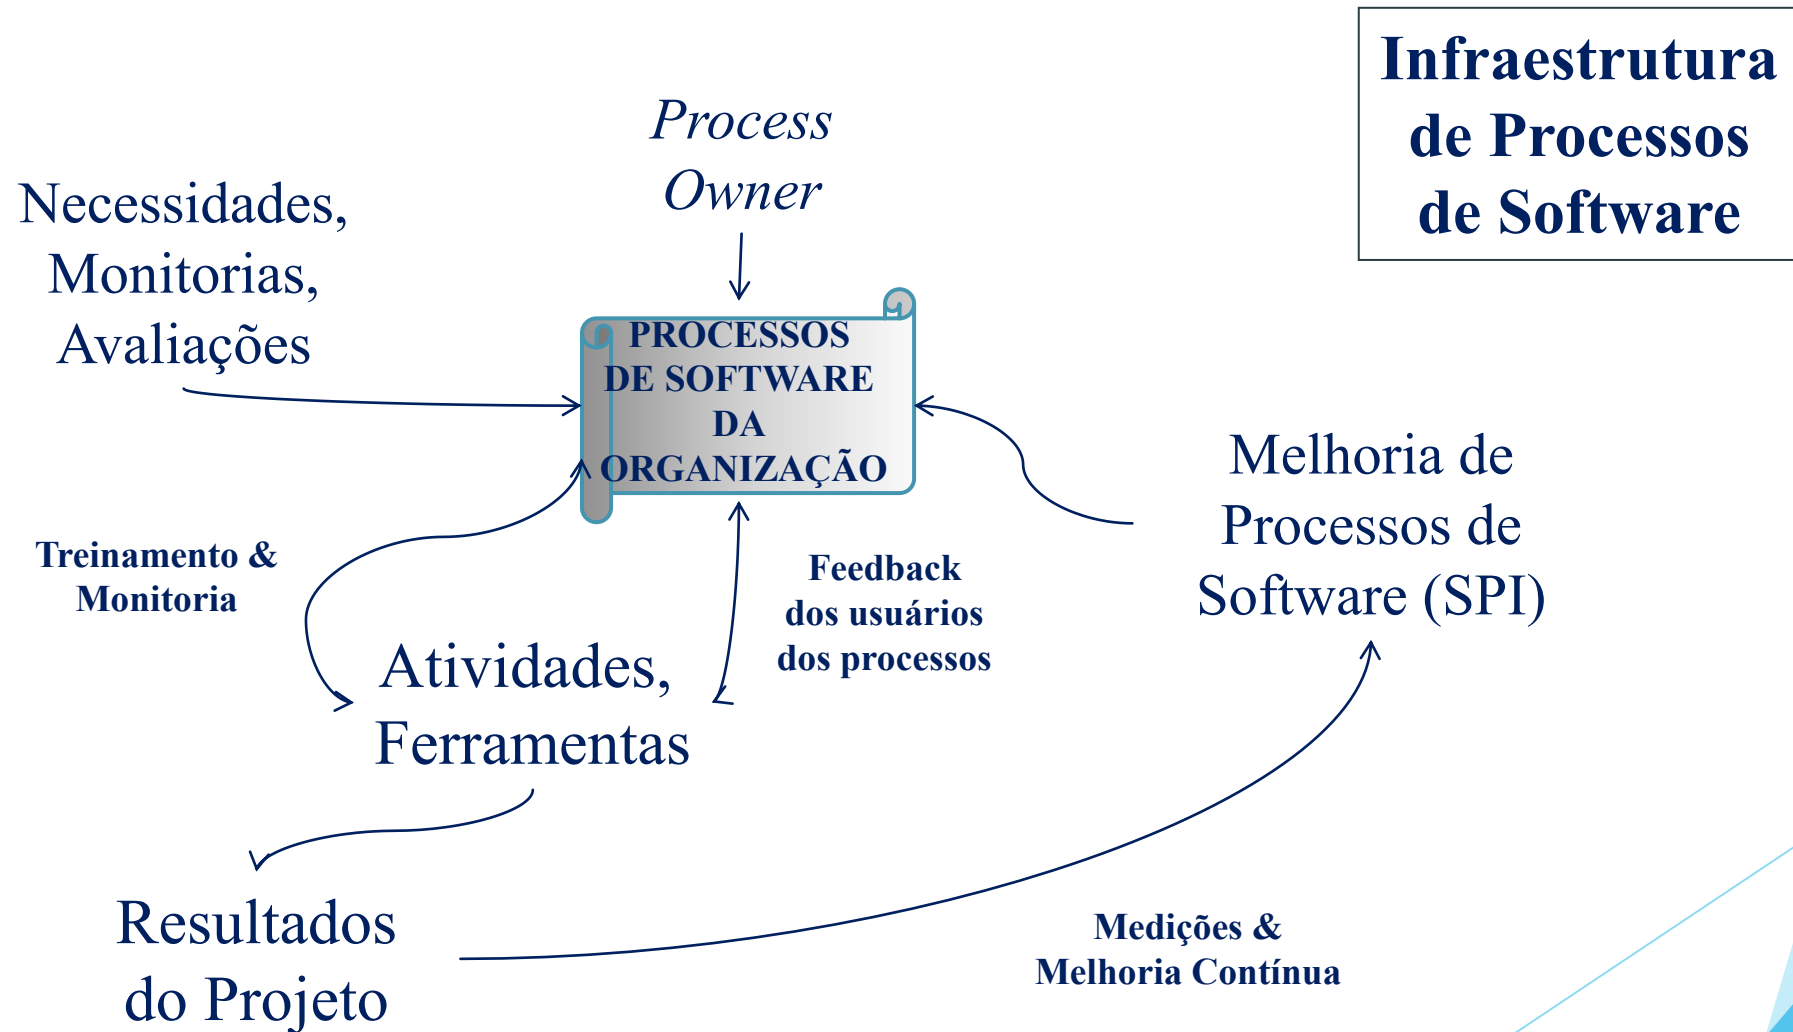 Infraestrutura
de Processos
de Software
Process
Owner
Necessidades,
Monitorias,
Avaliações
PROCESSOS
DE SOFTWARE
DA
ORGANIZAÇÃO
Melhoria de
Processos de
Software (SPI)
Treinamento &
Monitoria
Feedback
dos usuários
dos processos
Atividades,
Ferramentas
Resultados
do Projeto
Medições &
Melhoria Contínua